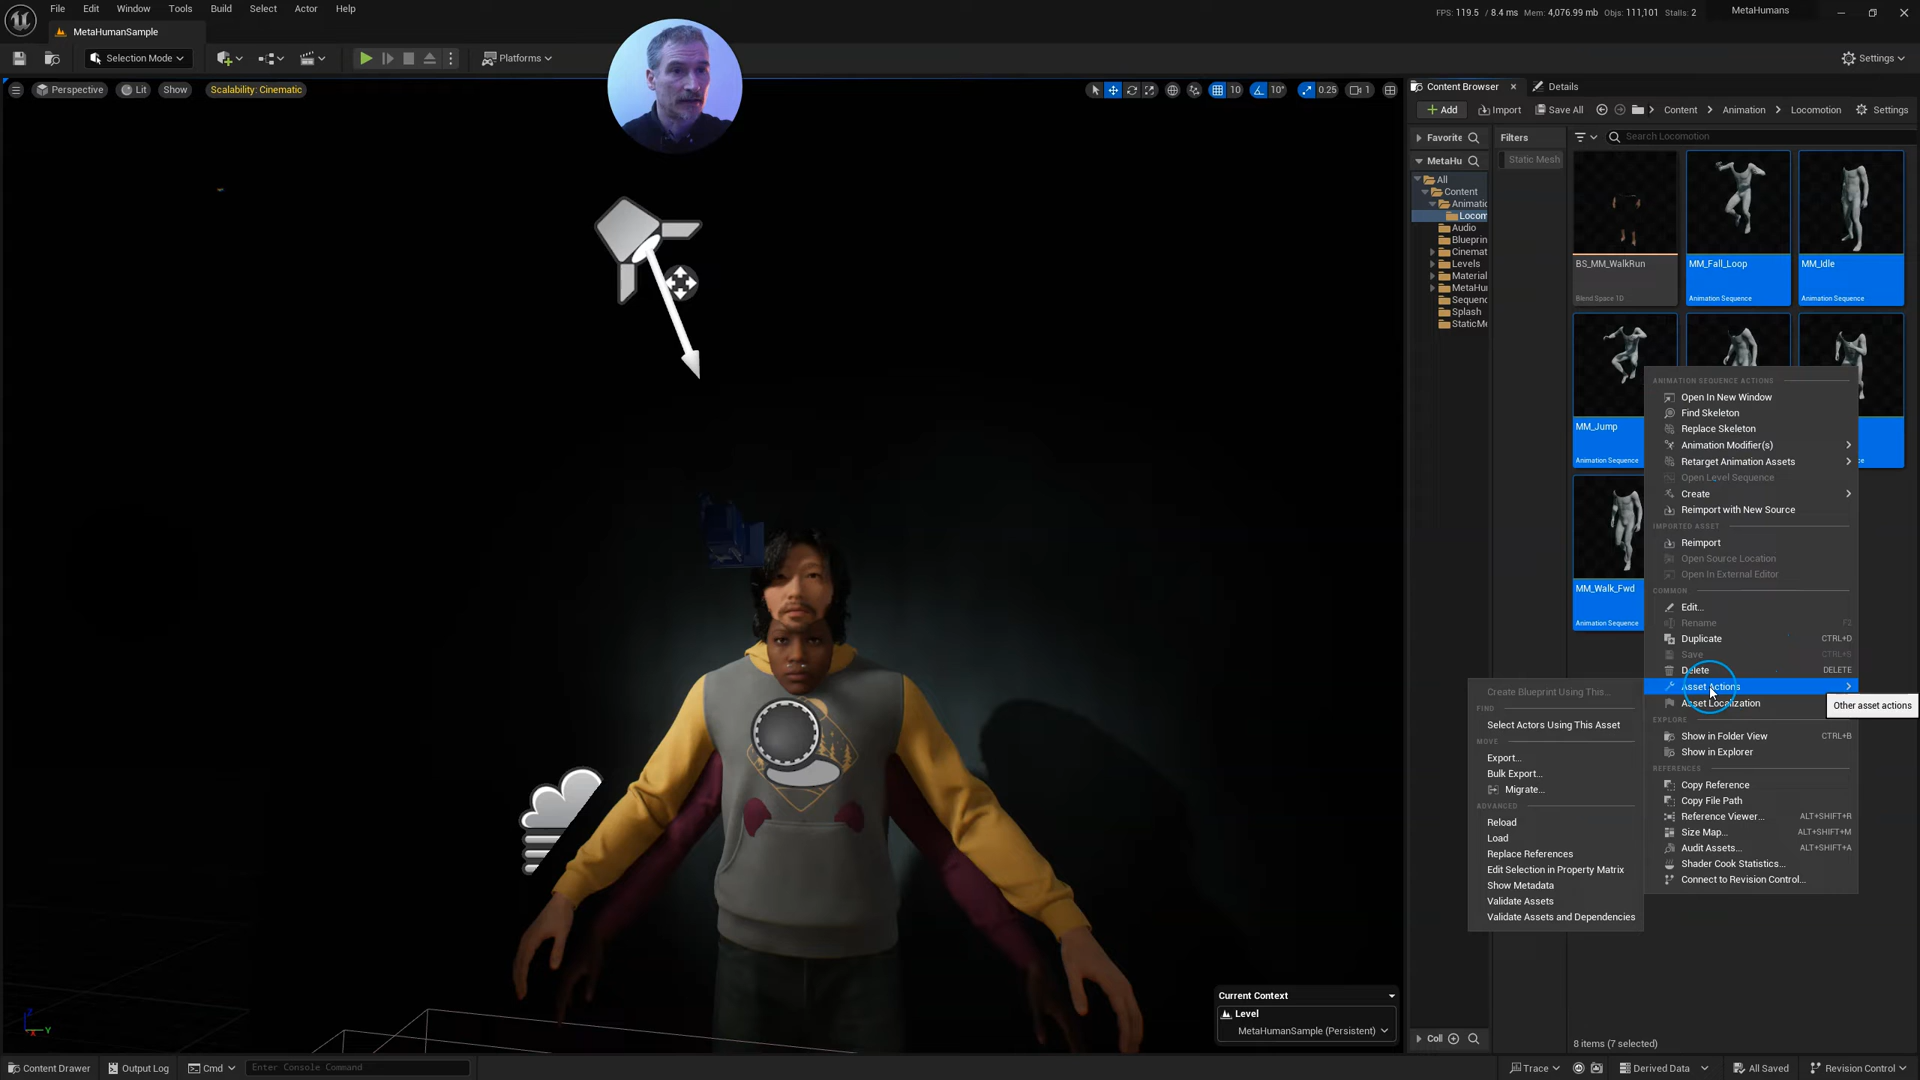 File Edit Window Tools Build Select Actor Help
FPS: 119.5 / 8.4 ms Mem: 4,076.99 mb Objs: 111,101 Stalls: 2
MetaHumans
MetaHumanSample
Selection Mode
Platforms
Settings
Perspective Lit Show Scalability: Cinematic
10 10° 0.25 1
Content Browser Details
Add Import Save All Content Animation Locomotion Settings
Favorite
Filters
Search Locomotion
MetaHu
Static Mesh
All
Content
Animatio
Locom
Audio
Blueprin
Cinemat
Levels
Material
MetaHu
Sequenc
Splash
StaticMe
BS_MM_WalkRun
Blend Space 1D
MM_Fall_Loop
Animation Sequence
MM_Idle
Animation Sequence
MM_Jump
Animation Sequence
MM_Walk_Fwd
Animation Sequence
ANIMATION SEQUENCE ACTIONS
Open In New Window
Find Skeleton
Replace Skeleton
Animation Modifier(s)
Retarget Animation Assets
Open Level Sequence
Create
Reimport with New Source
IMPORTED ASSET
Reimport
Open Source Location
Open In External Editor
COMMON
Edit...
Rename F2
Duplicate CTRL+D
Save CTRL+S
Delete DELETE
Asset Actions
Asset Localization
Other asset actions
EXPLORE
Show in Folder View CTRL+B
Show in Explorer
REFERENCES
Copy Reference
Copy File Path
Reference Viewer... ALT+SHIFT+R
Size Map... ALT+SHIFT+M
Audit Assets... ALT+SHIFT+A
Shader Cook Statistics...
Connect to Revision Control...
Create Blueprint Using This...
FIND
Select Actors Using This Asset
MOVE
Export...
Bulk Export...
Migrate...
ADVANCED
Reload
Load
Replace References
Edit Selection in Property Matrix
Show Metadata
Validate Assets
Validate Assets and Dependencies
Current Context
Level
MetaHumanSample (Persistent)
Coll
8 items (7 selected)
Content Drawer Output Log Cmd Enter Console Command
Trace Derived Data All Saved Revision Control